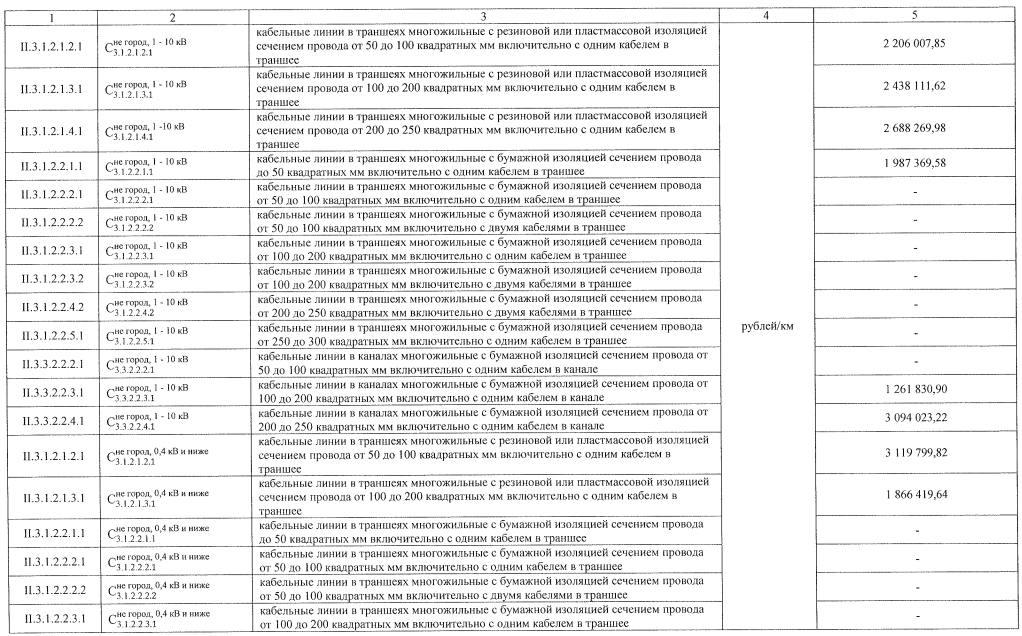 1 2 3 4 5
II.3.1.2.1.2.1 C не город, 1 - 10 кВ 3.1.2.1.2.1 кабельные линии в траншеях многожильные с резиновой или пластмассовой изоляцией
сечением провода от 50 до 100 квадратных мм включительно с одним кабелем в
траншее 2 206 007,85
II.3.1.2.1.3.1 C не город, 1 - 10 кВ 3.1.2.1.3.1 кабельные линии в траншеях многожильные с резиновой или пластмассовой изоляцией
сечением провода от 100 до 200 квадратных мм включительно с одним кабелем в
траншее 2 438 111,62
II.3.1.2.1.4.1 C не город, 1 -10 кВ 3.1.2.1.4.1 кабельные линии в траншеях многожильные с резиновой или пластмассовой изоляцией
сечением провода от 200 до 250 квадратных мм включительно с одним кабелем в
траншее 2 688 269,98
II.3.1.2.2.1.1 C не город, 1 - 10 кВ 3.1.2.2.1.1 кабельные линии в траншеях многожильные с бумажной изоляцией сечением провода
до 50 квадратных мм включительно с одним кабелем в траншее 1 987 369,58
II.3.1.2.2.2.1 C не город, 1 - 10 кВ 3.1.2.2.2.1 кабельные линии в траншеях многожильные с бумажной изоляцией сечением провода
от 50 до 100 квадратных мм включительно с одним кабелем в траншее -
II.3.1.2.2.2.2 C не город, 1 - 10 кВ 3.1.2.2.2.2 кабельные линии в траншеях многожильные с бумажной изоляцией сечением провода
от 50 до 100 квадратных мм включительно с двумя кабелями в траншее -
II.3.1.2.2.3.1 C не город, 1 - 10 кВ 3.1.2.2.3.1 кабельные линии в траншеях многожильные с бумажной изоляцией сечением провода
от 100 до 200 квадратных мм включительно с одним кабелем в траншее -
II.3.1.2.2.3.2 C не город, 1 - 10 кВ 3.1.2.2.3.2 кабельные линии в траншеях многожильные с бумажной изоляцией сечением провода
от 100 до 200 квадратных мм включительно с двумя кабелями в траншее -
II.3.1.2.2.4.2 C не город, 1 - 10 кВ 3.1.2.2.4.2 кабельные линии в траншеях многожильные с бумажной изоляцией сечением провода
от 200 до 250 квадратных мм включительно с двумя кабелями в траншее -
II.3.1.2.2.5.1 C не город, 1 - 10 кВ 3.1.2.2.5.1 кабельные линии в траншеях многожильные с бумажной изоляцией сечением провода рублей/км
от 250 до 300 квадратных мм включительно с одним кабелем в траншее -
II.3.3.2.2.2.1 C не город, 1 - 10 кВ 3.3.2.2.2.1 кабельные линии в каналах многожильные с бумажной изоляцией сечением провода от
50 до 100 квадратных мм включительно с одним кабелем в канале -
II.3.3.2.2.3.1 C не город, 1 - 10 кВ 3.3.2.2.3.1 кабельные линии в каналах многожильные с бумажной изоляцией сечением провода от
100 до 200 квадратных мм включительно с одним кабелем в канале 1 261 830,90
II.3.3.2.2.4.1 C не город, 1 - 10 кВ 3.3.2.2.4.1 кабельные линии в каналах многожильные с бумажной изоляцией сечением провода от
200 до 250 квадратных мм включительно с одним кабелем в канале 3 094 023,22
II.3.1.2.1.2.1 C не город, 0,4 кВ и ниже 3.1.2.1.2.1 кабельные линии в траншеях многожильные с резиновой или пластмассовой изоляцией
сечением провода от 50 до 100 квадратных мм включительно с одним кабелем в
траншее 3 119 799,82
II.3.1.2.1.3.1 C не город, 0,4 кВ и ниже 3.1.2.1.3.1 кабельные линии в траншеях многожильные с резиновой или пластмассовой изоляцией
сечением провода от 100 до 200 квадратных мм включительно с одним кабелем в
траншее 1 866 419,64
II.3.1.2.2.1.1 C не город, 0,4 кВ и ниже 3.1.2.2.1.1 кабельные линии в траншеях многожильные с бумажной изоляцией сечением провода
до 50 квадратных мм включительно с одним кабелем в траншее -
II.3.1.2.2.2.1 C не город, 0,4 кВ и ниже 3.1.2.2.2.1 кабельные линии в траншеях многожильные с бумажной изоляцией сечением провода
от 50 до 100 квадратных мм включительно с одним кабелем в траншее -
II.3.1.2.2.2.2 C не город, 0,4 кВ и ниже 3.1.2.2.2.2 кабельные линии в траншеях многожильные с бумажной изоляцией сечением провода
от 50 до 100 квадратных мм включительно с двумя кабелями в траншее -
II.3.1.2.2.3.1 C не город, 0,4 кВ и ниже 3.1.2.2.3.1 кабельные линии в траншеях многожильные с бумажной изоляцией сечением провода
от 100 до 200 квадратных мм включительно с одним кабелем в траншее -